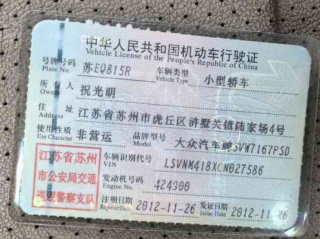 中华人民共和国机动车行驶证
Vehicle License of the People's Republic of China
号牌号码 苏EQ815R 车辆类型 小型轿车
Plate No. Vehicle Type
所有人 祝光明
Owner
住址 江苏省苏州市虎丘区浒墅关镇陆家场4号
Address
使用性质 非营运 品牌型号 大众汽车牌SVW7167PSD
Use Character Model
江苏省苏州
市公安局交通
巡逻警察支队
车辆识别代号 LSVNM418XCN027586
VIN
发动机号码 424900
Engine No.
注册日期 2012-11-26 发证日期 2012-11-26
Register Date Issue Date